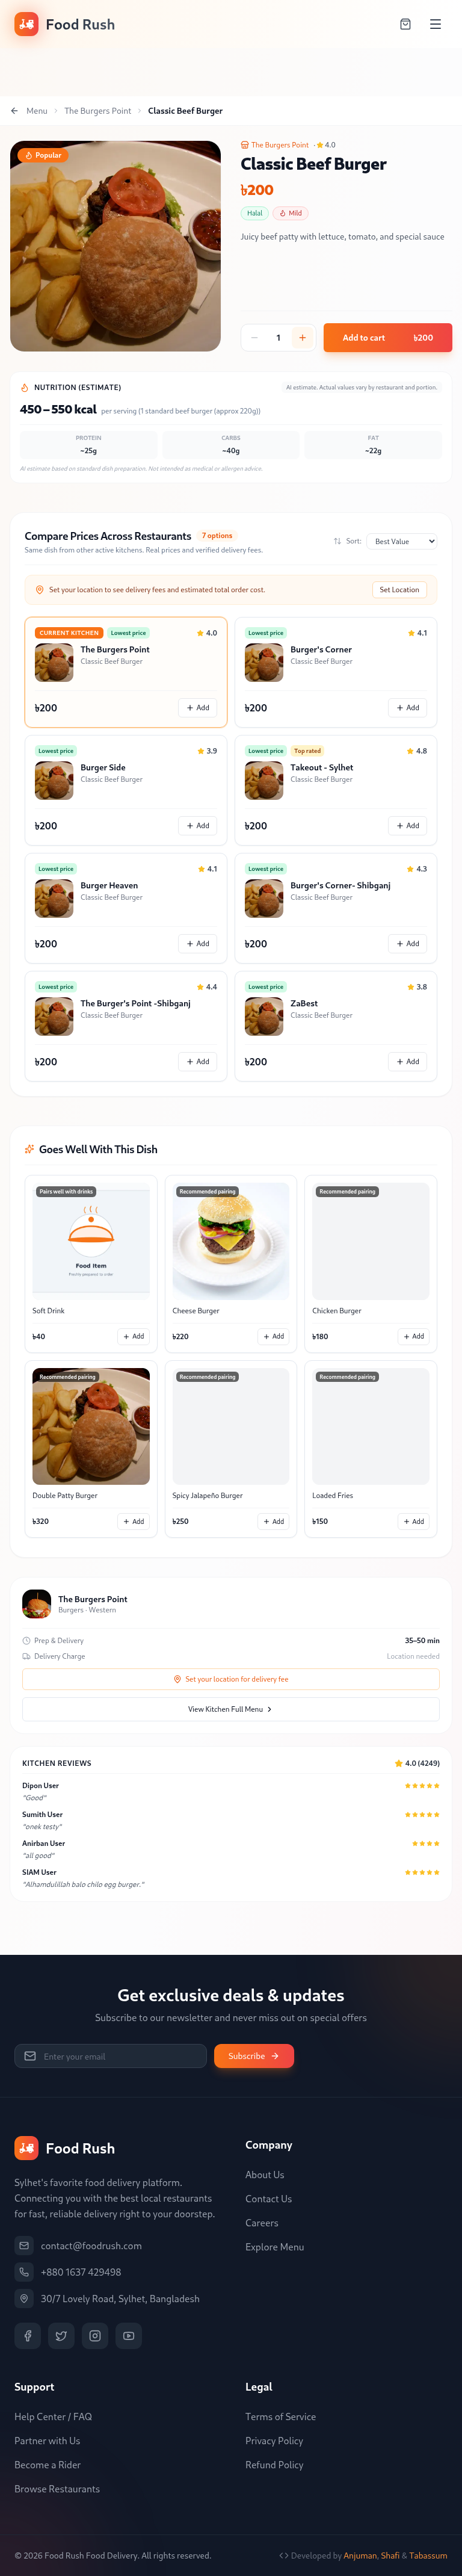 Food Rush
Menu > The Burgers Point > Classic Beef Burger
Popular
The Burgers Point · 4.0
Classic Beef Burger
৳200
Halal
Mild
Juicy beef patty with lettuce, tomato, and special sauce
1
Add to cart ৳200
NUTRITION (ESTIMATE)
AI estimate. Actual values vary by restaurant and portion.
450 – 550 kcal per serving (1 standard beef burger (approx 220g))
PROTEIN
~25g
CARBS
~40g
FAT
~22g
AI estimate based on standard dish preparation. Not intended as medical or allergen advice.
Compare Prices Across Restaurants 7 options
Same dish from other active kitchens. Real prices and verified delivery fees.
Sort: Best Value
Set your location to see delivery fees and estimated total order cost.
Set Location
CURRENT KITCHEN Lowest price 4.0
The Burgers Point
Classic Beef Burger
৳200
Add
Lowest price 4.1
Burger's Corner
Classic Beef Burger
৳200
Add
Lowest price 3.9
Burger Side
Classic Beef Burger
৳200
Add
Lowest price Top rated 4.8
Takeout - Sylhet
Classic Beef Burger
৳200
Add
Lowest price 4.1
Burger Heaven
Classic Beef Burger
৳200
Add
Lowest price 4.3
Burger's Corner- Shibganj
Classic Beef Burger
৳200
Add
Lowest price 4.4
The Burger's Point -Shibganj
Classic Beef Burger
৳200
Add
Lowest price 3.8
ZaBest
Classic Beef Burger
৳200
Add
Goes Well With This Dish
Pairs well with drinks
Food Item
Freshly prepared to order
Soft Drink
৳40
Add
Recommended pairing
Cheese Burger
৳220
Add
Recommended pairing
Chicken Burger
৳180
Add
Recommended pairing
Double Patty Burger
৳320
Add
Recommended pairing
Spicy Jalapeño Burger
৳250
Add
Recommended pairing
Loaded Fries
৳150
Add
The Burgers Point
Burgers · Western
Prep & Delivery 35–50 min
Delivery Charge Location needed
Set your location for delivery fee
View Kitchen Full Menu
KITCHEN REVIEWS 4.0 (4249)
Dipon User
"Good"
Sumith User
"onek testy"
Anirban User
"all good"
SIAM User
"Alhamdulillah balo chilo egg burger."
Get exclusive deals & updates
Subscribe to our newsletter and never miss out on special offers
Enter your email
Subscribe
Food Rush
Sylhet's favorite food delivery platform.
Connecting you with the best local restaurants
for fast, reliable delivery right to your doorstep.
contact@foodrush.com
+880 1637 429498
30/7 Lovely Road, Sylhet, Bangladesh
Company
About Us
Contact Us
Careers
Explore Menu
Support
Help Center / FAQ
Partner with Us
Become a Rider
Browse Restaurants
Legal
Terms of Service
Privacy Policy
Refund Policy
© 2026 Food Rush Food Delivery. All rights reserved.
Developed by Anjuman, Shafi & Tabassum